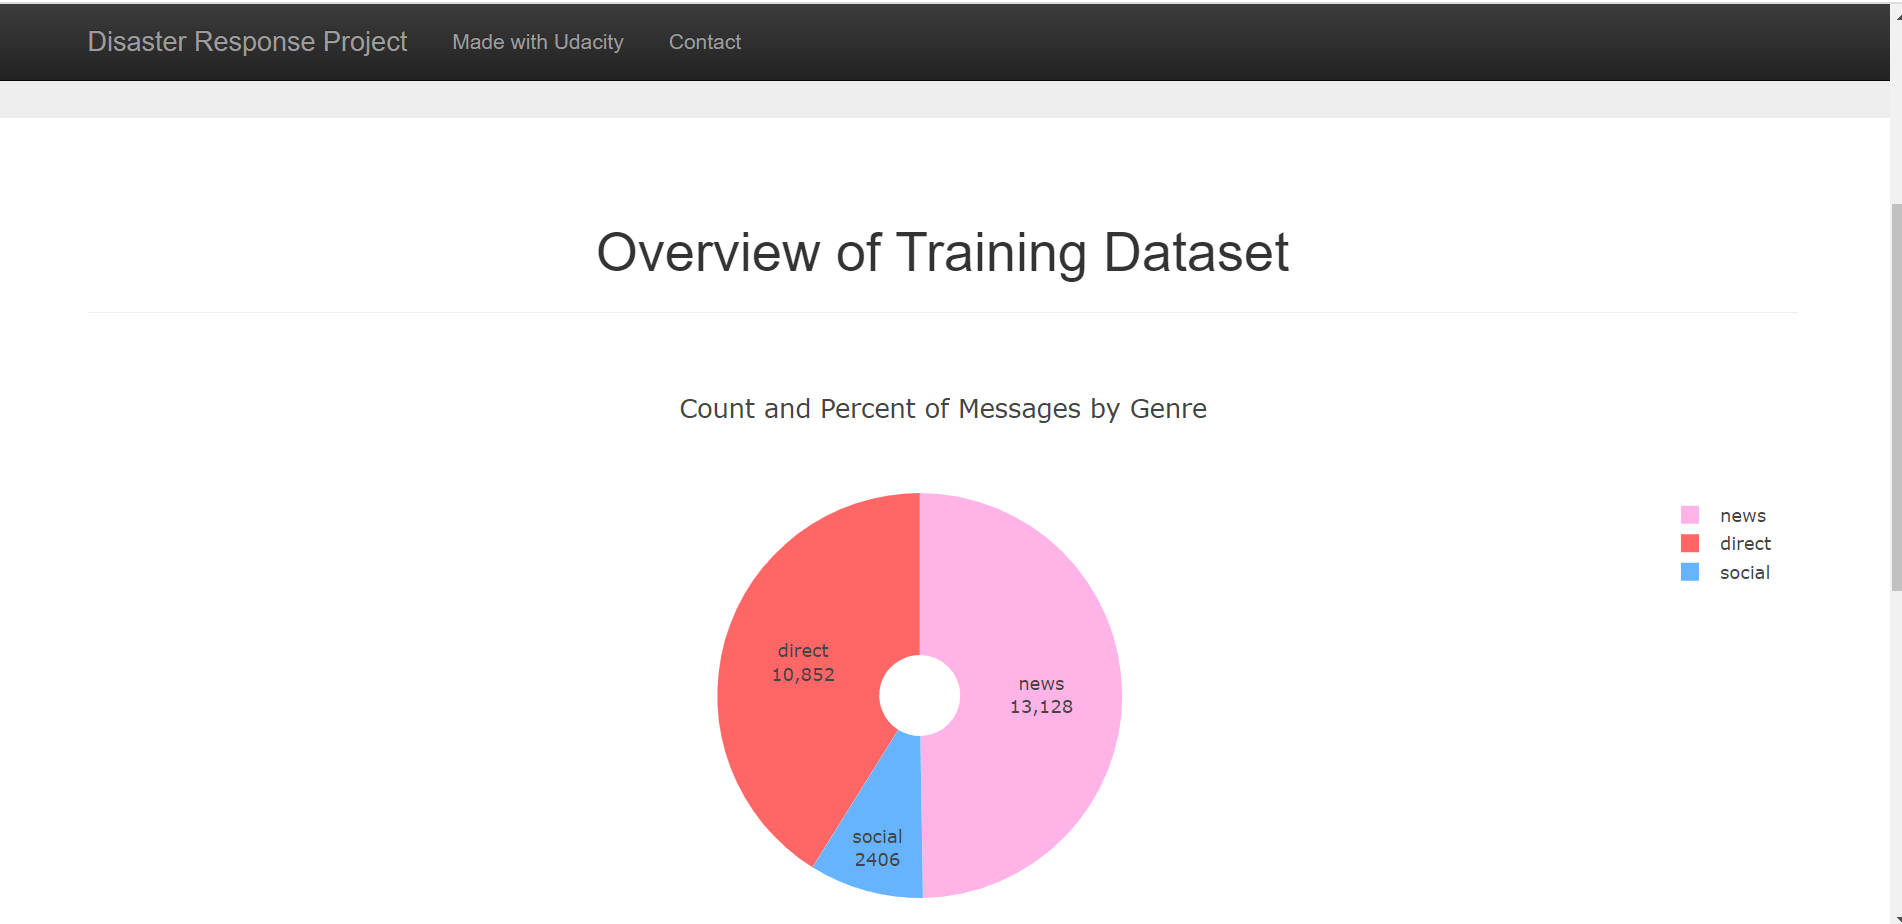 Disaster Response Project Made with Udacity Contact
Overview of Training Dataset
Count and Percent of Messages by Genre
news
direct
social
direct
10,852
news
13,128
social
2406